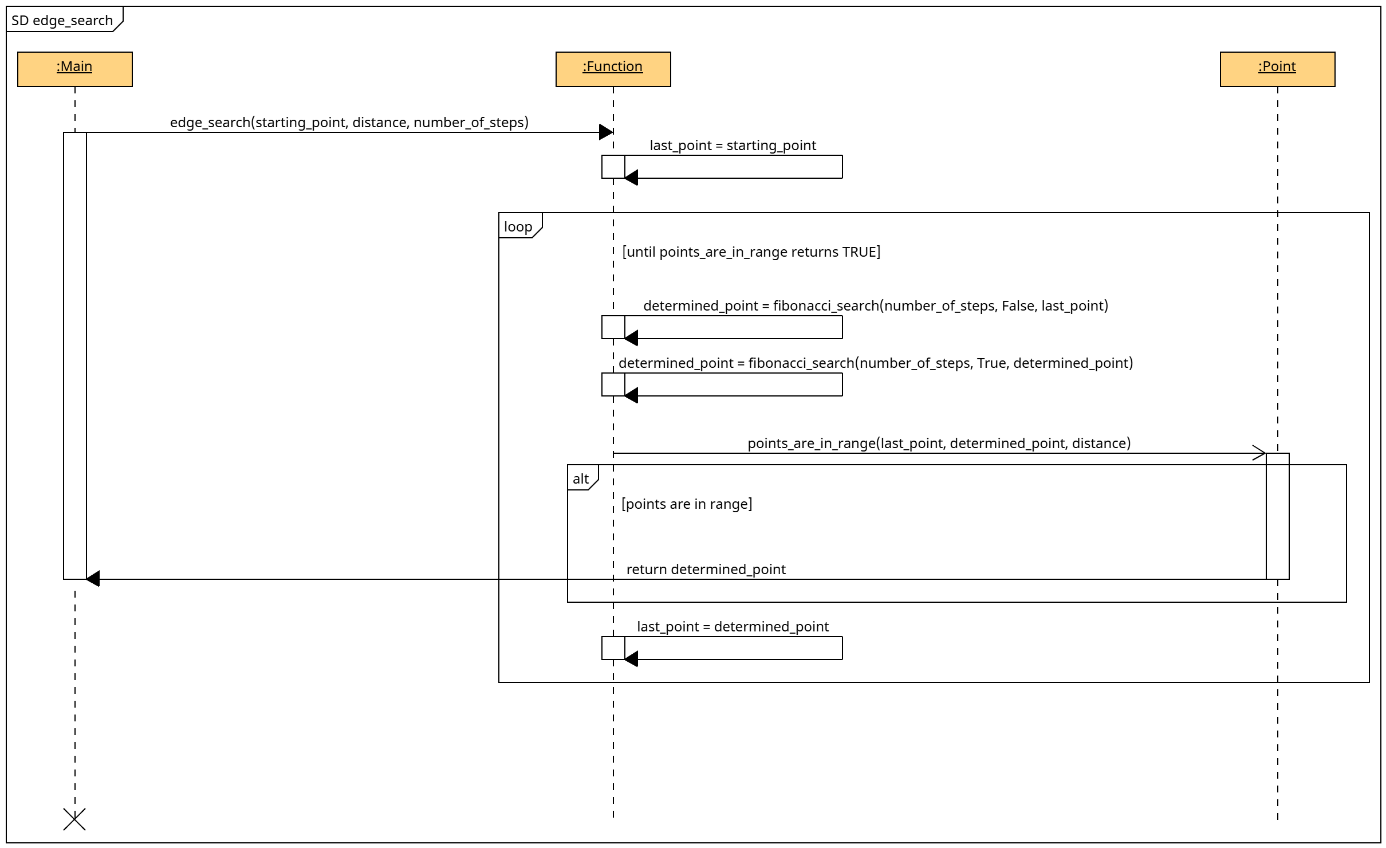 SD edge_search
:Main
:Function
:Point
edge_search(starting_point, distance, number_of_steps)
last_point = starting_point
loop
[until points_are_in_range returns TRUE]
determined_point = fibonacci_search(number_of_steps, False, last_point)
determined_point = fibonacci_search(number_of_steps, True, determined_point)
points_are_in_range(last_point, determined_point, distance)
alt
[points are in range]
return determined_point
last_point = determined_point